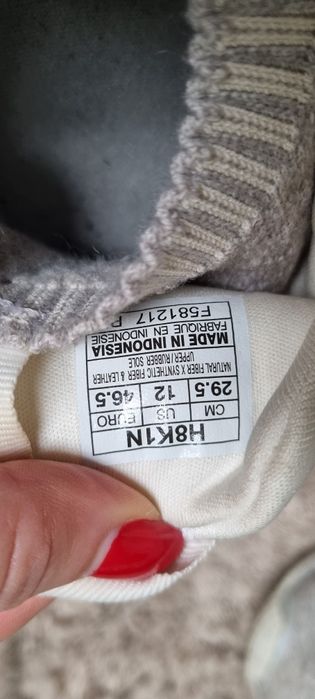 H8K1N
CM US EURO
29.5 12 46.5
NATURAL FIBER X SYNTHETIC FIBER & LEATHER
UPPER RUBBER SOLE
MADE IN INDONESIA
FABRIQUE EN INDONESIE
F581217